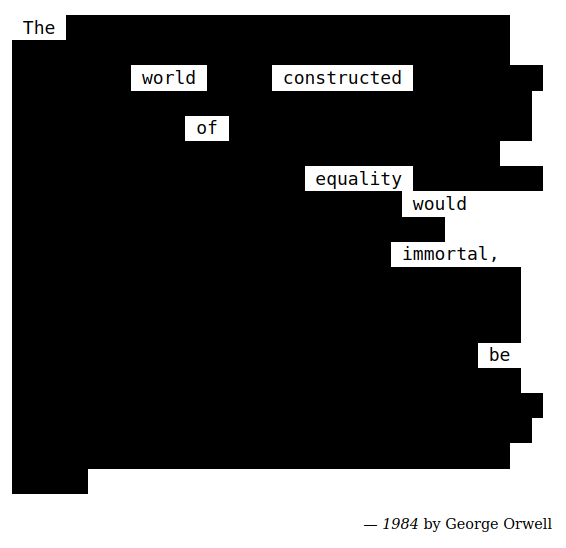 The
world constructed
of
equality
would
immortal,
be
— 1984 by George Orwell